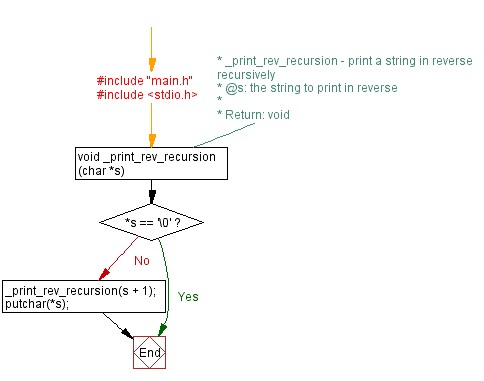 #include "main.h"
#include <stdio.h>
* _print_rev_recursion - print a string in reverse
recursively
* @s: the string to print in reverse
*
* Return: void
void _print_rev_recursion
(char *s)
*s == '\0' ?
No
Yes
_print_rev_recursion(s + 1);
putchar(*s);
End